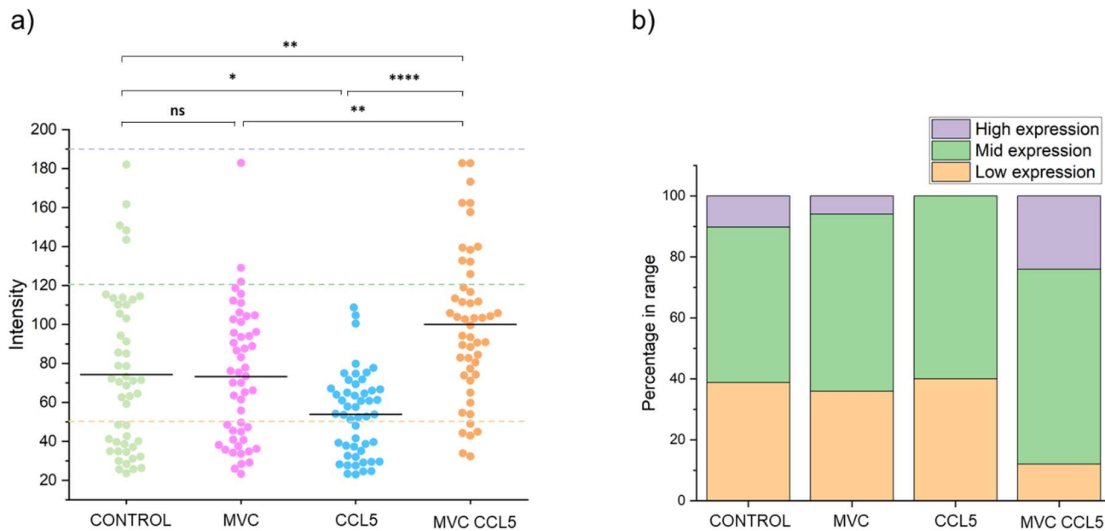 a)
**
* ****
ns **
200
180
160
140
120
100
80
60
40
20
Intensity
CONTROL MVC CCL5 MVC CCL5
b)
High expression
Mid expression
Low expression
100
80
60
40
20
0
Percentage in range
CONTROL MVC CCL5 MVC CCL5